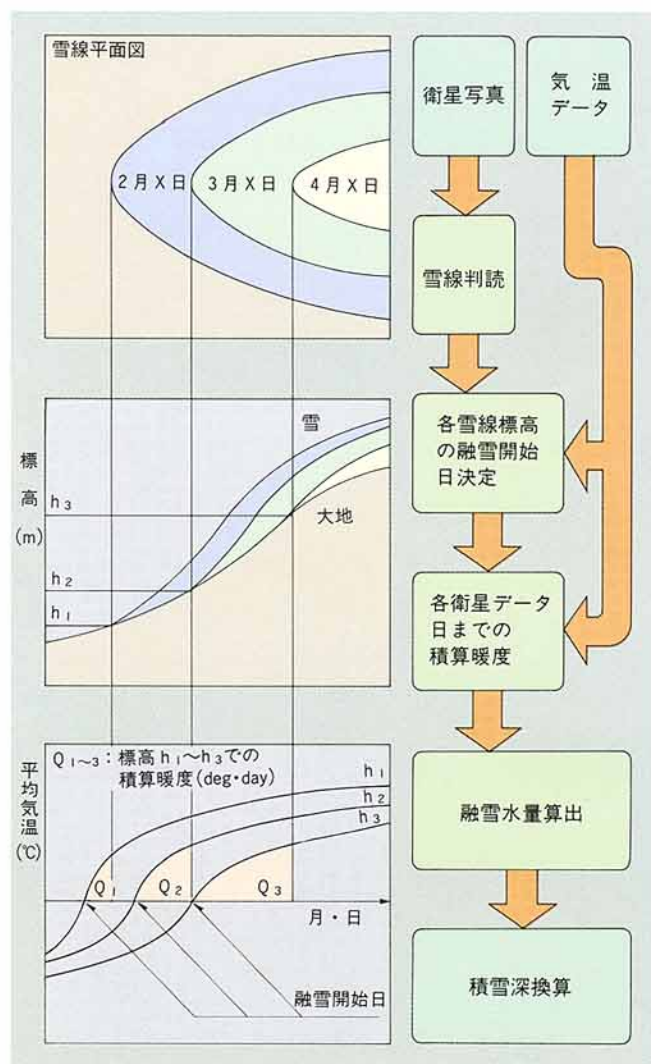 雪線平面図
2月X日
3月X日
4月X日
標高(m)
h₃
h₂
h₁
雪
大地
平均気温(℃)
Q₁~₃:標高h₁~h₃での
積算暖度(deg・day)
h₁
h₂
h₃
Q₁
Q₂
Q₃
月・日
融雪開始日
衛星写真
気温
データ
雪線判読
各雪線標高
の融雪開始
日決定
各衛星データ
日までの
積算暖度
融雪水量算出
積雪深換算